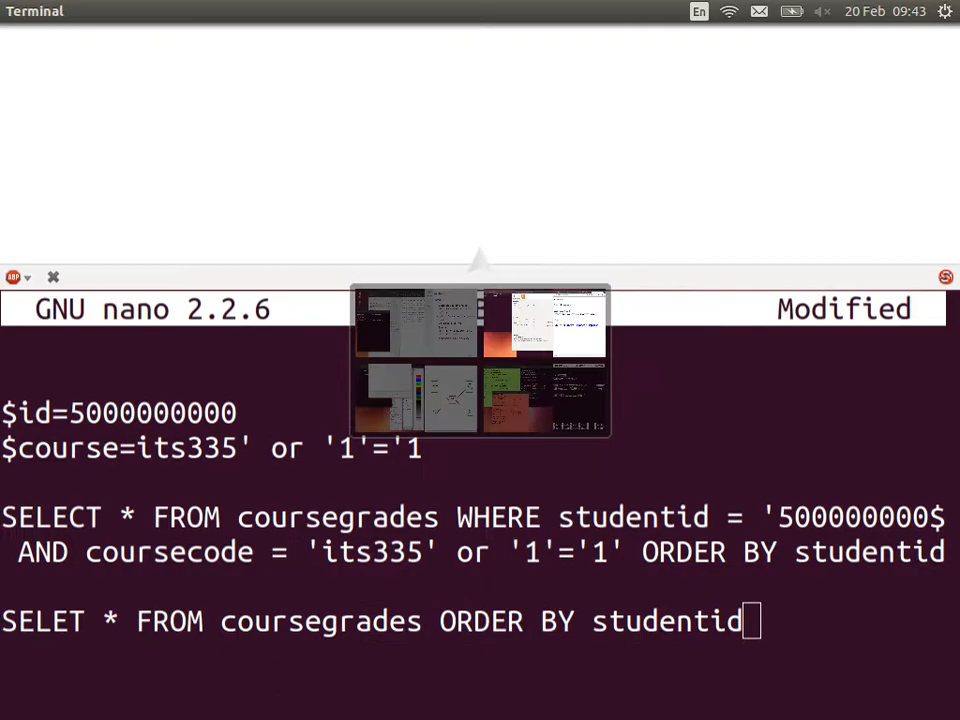 Terminal
En
20 Feb 09:43
ABP
GNU nano 2.2.6
Modified
$id=5000000000
$course=its335' or '1'='1
SELECT * FROM coursegrades WHERE studentid = '500000000$
AND coursecode = 'its335' or '1'='1' ORDER BY studentid
SELET * FROM coursegrades ORDER BY studentid